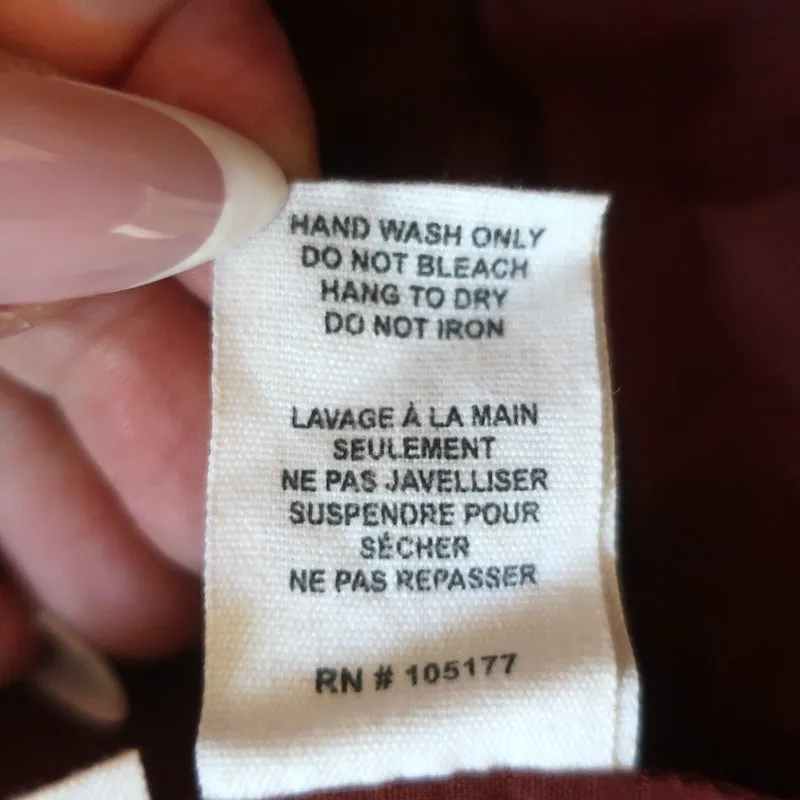 HAND WASH ONLY
DO NOT BLEACH
HANG TO DRY
DO NOT IRON
LAVAGE À LA MAIN
SEULEMENT
NE PAS JAVELLISER
SUSPENDRE POUR
SÉCHER
NE PAS REPASSER
RN # 105177